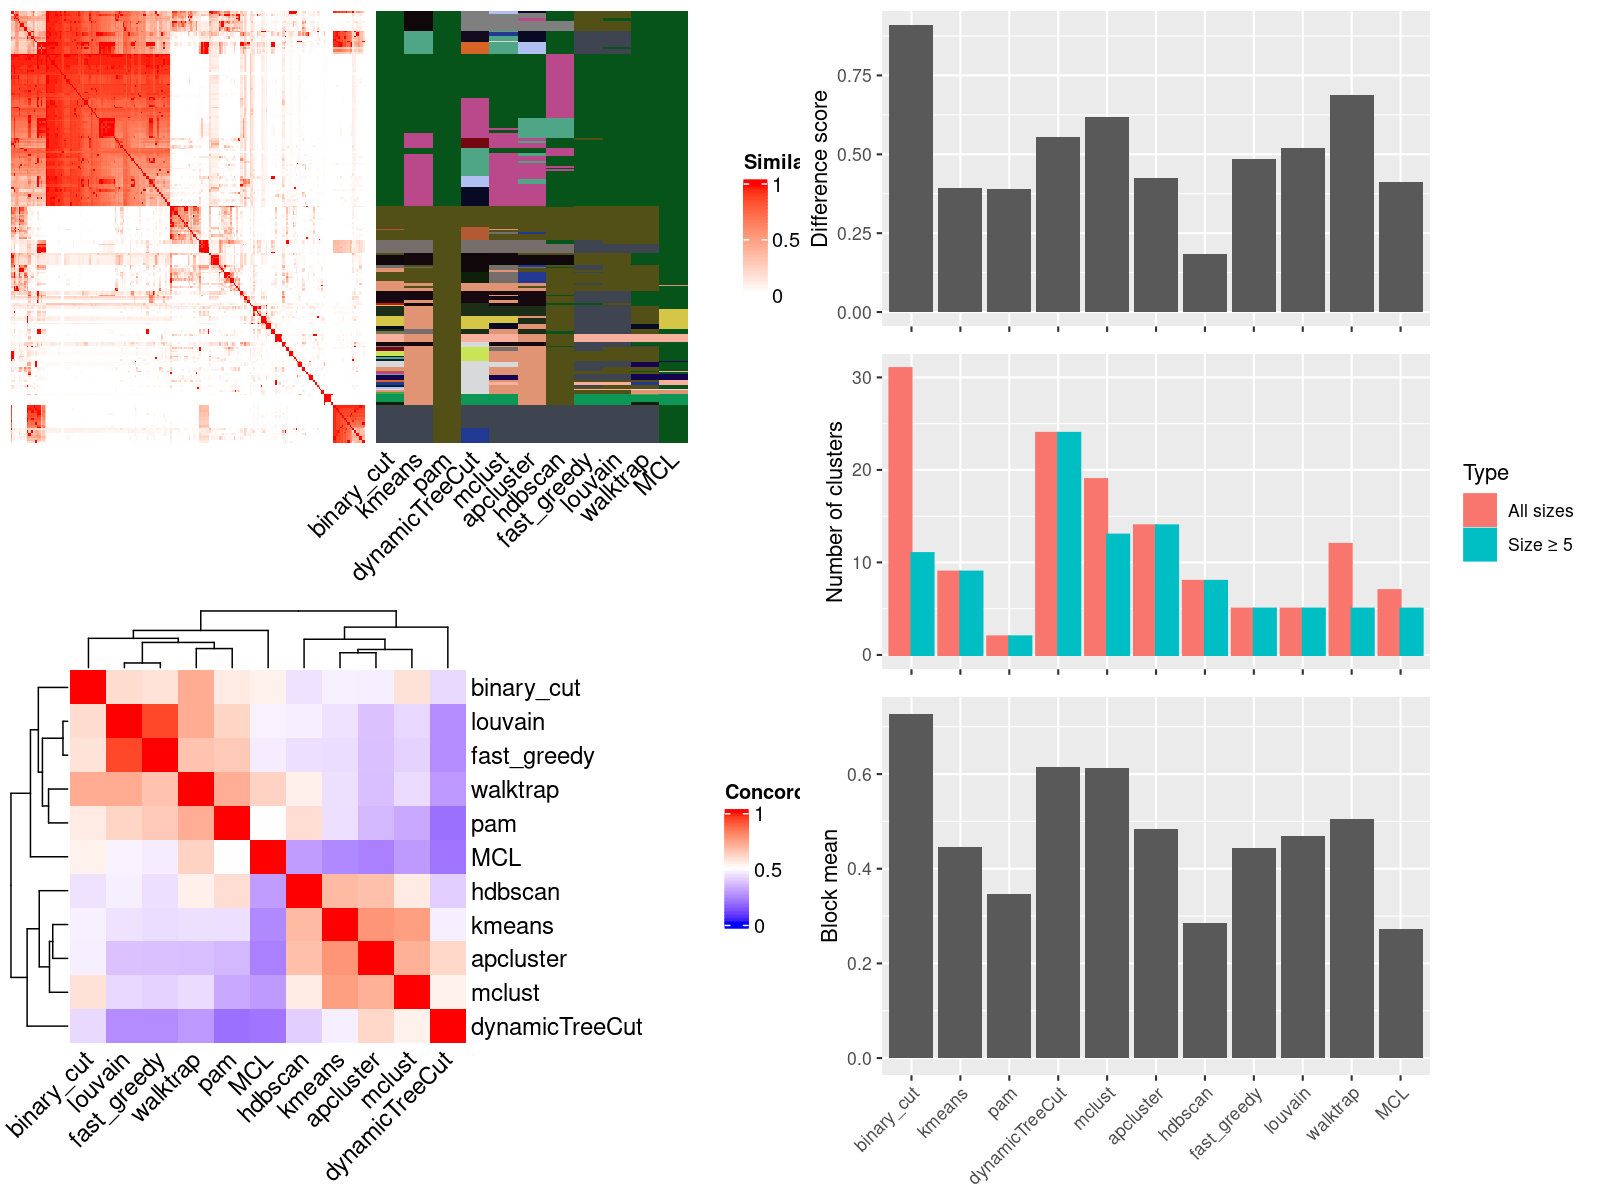 Simila
1
0.5
0
binary_cut
kmeans
pam
dynamicTreeCut
mclust
apcluster
hdbscan
fast_greedy
louvain
walktrap
MCL
Difference score
0.75
0.50
0.25
0.00
Number of clusters
30
20
10
0
Type
All sizes
Size ≥ 5
binary_cut
louvain
fast_greedy
walktrap
pam
MCL
hdbscan
kmeans
apcluster
mclust
dynamicTreeCut
binary_cut
louvain
fast_greedy
walktrap
pam
MCL
hdbscan
kmeans
apcluster
mclust
dynamicTreeCut
Concord
1
0.5
0
Block mean
0.6
0.4
0.2
0.0
binary_cut
kmeans
pam
dynamicTreeCut
mclust
apcluster
hdbscan
fast_greedy
louvain
walktrap
MCL